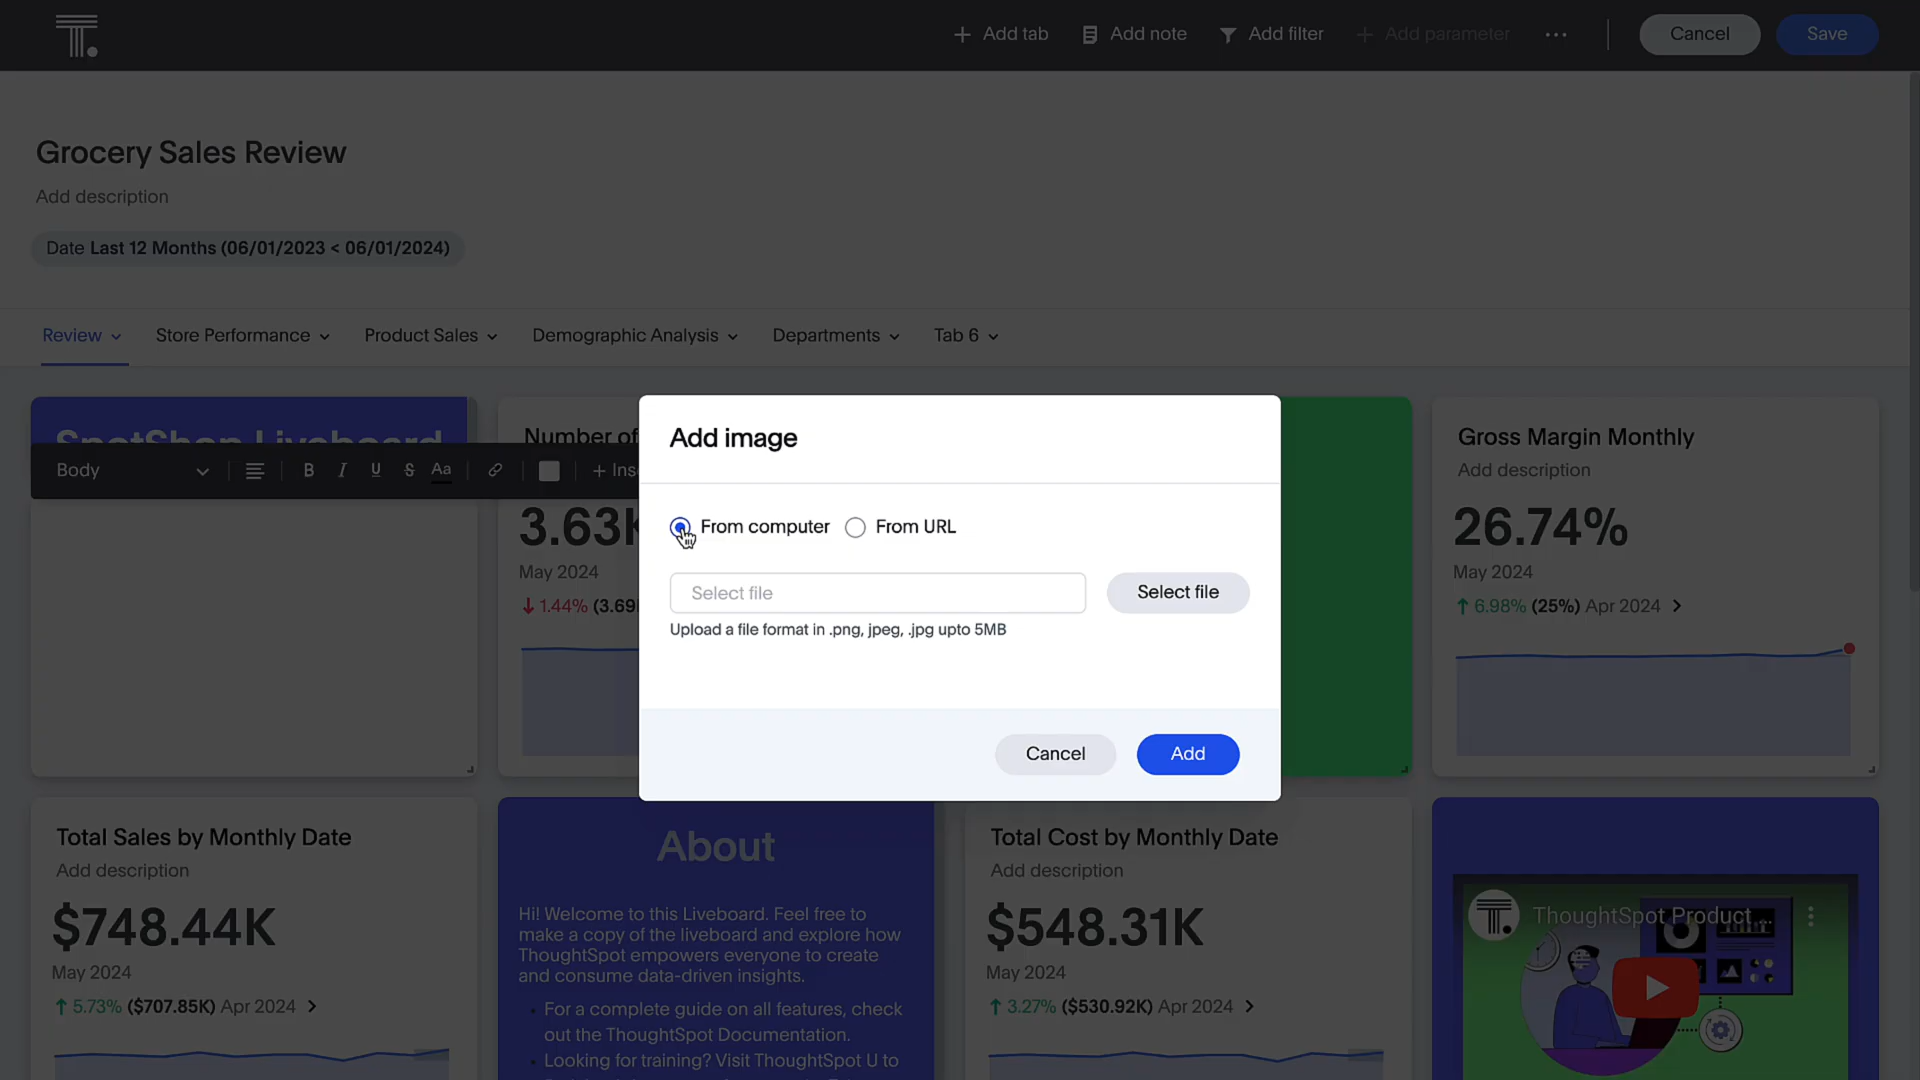 Add tab
Add note
Add filter
Add parameter
Cancel
Save
Grocery Sales Review
Add description
Date Last 12 Months (06/01/2023 < 06/01/2024)
Review
Store Performance
Product Sales
Demographic Analysis
Departments
Tab 6
SpotShop Liveboard
Body
B
I
U
S
Aa
+ Ins
Number of
3.63K
May 2024
1.44% (3.69
Gross Margin Monthly
Add description
26.74%
May 2024
6.98% (25%) Apr 2024
Add image
From computer
From URL
Select file
Select file
Upload a file format in .png, jpeg, .jpg upto 5MB
Cancel
Add
Total Sales by Monthly Date
Add description
$748.44K
May 2024
5.73% ($707.85K) Apr 2024
About
Hi! Welcome to this Liveboard. Feel free to
make a copy of the liveboard and explore how
ThoughtSpot empowers everyone to create
and consume data-driven insights.
For a complete guide on all features, check
out the ThoughtSpot Documentation.
Looking for training? Visit ThoughtSpot U to
Total Cost by Monthly Date
Add description
$548.31K
May 2024
3.27% ($530.92K) Apr 2024
ThoughtSpot Product ...